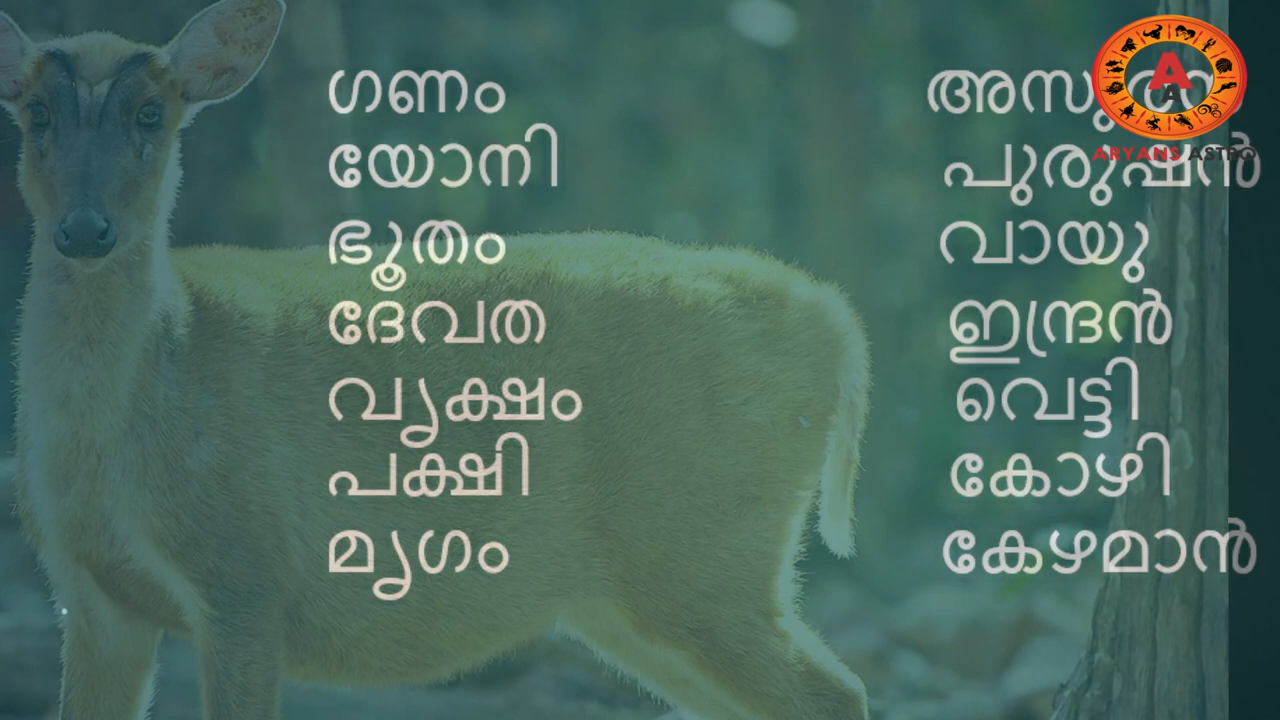 ഗണം
യോനി പുരുഷൻ
ഭൂതം വായു
ദേവത ഇന്ദ്രൻ
വൃക്ഷം വെട്ടി
പക്ഷി കോഴി
മൃഗം കേഴമാൻ
ARYANS ASTRO